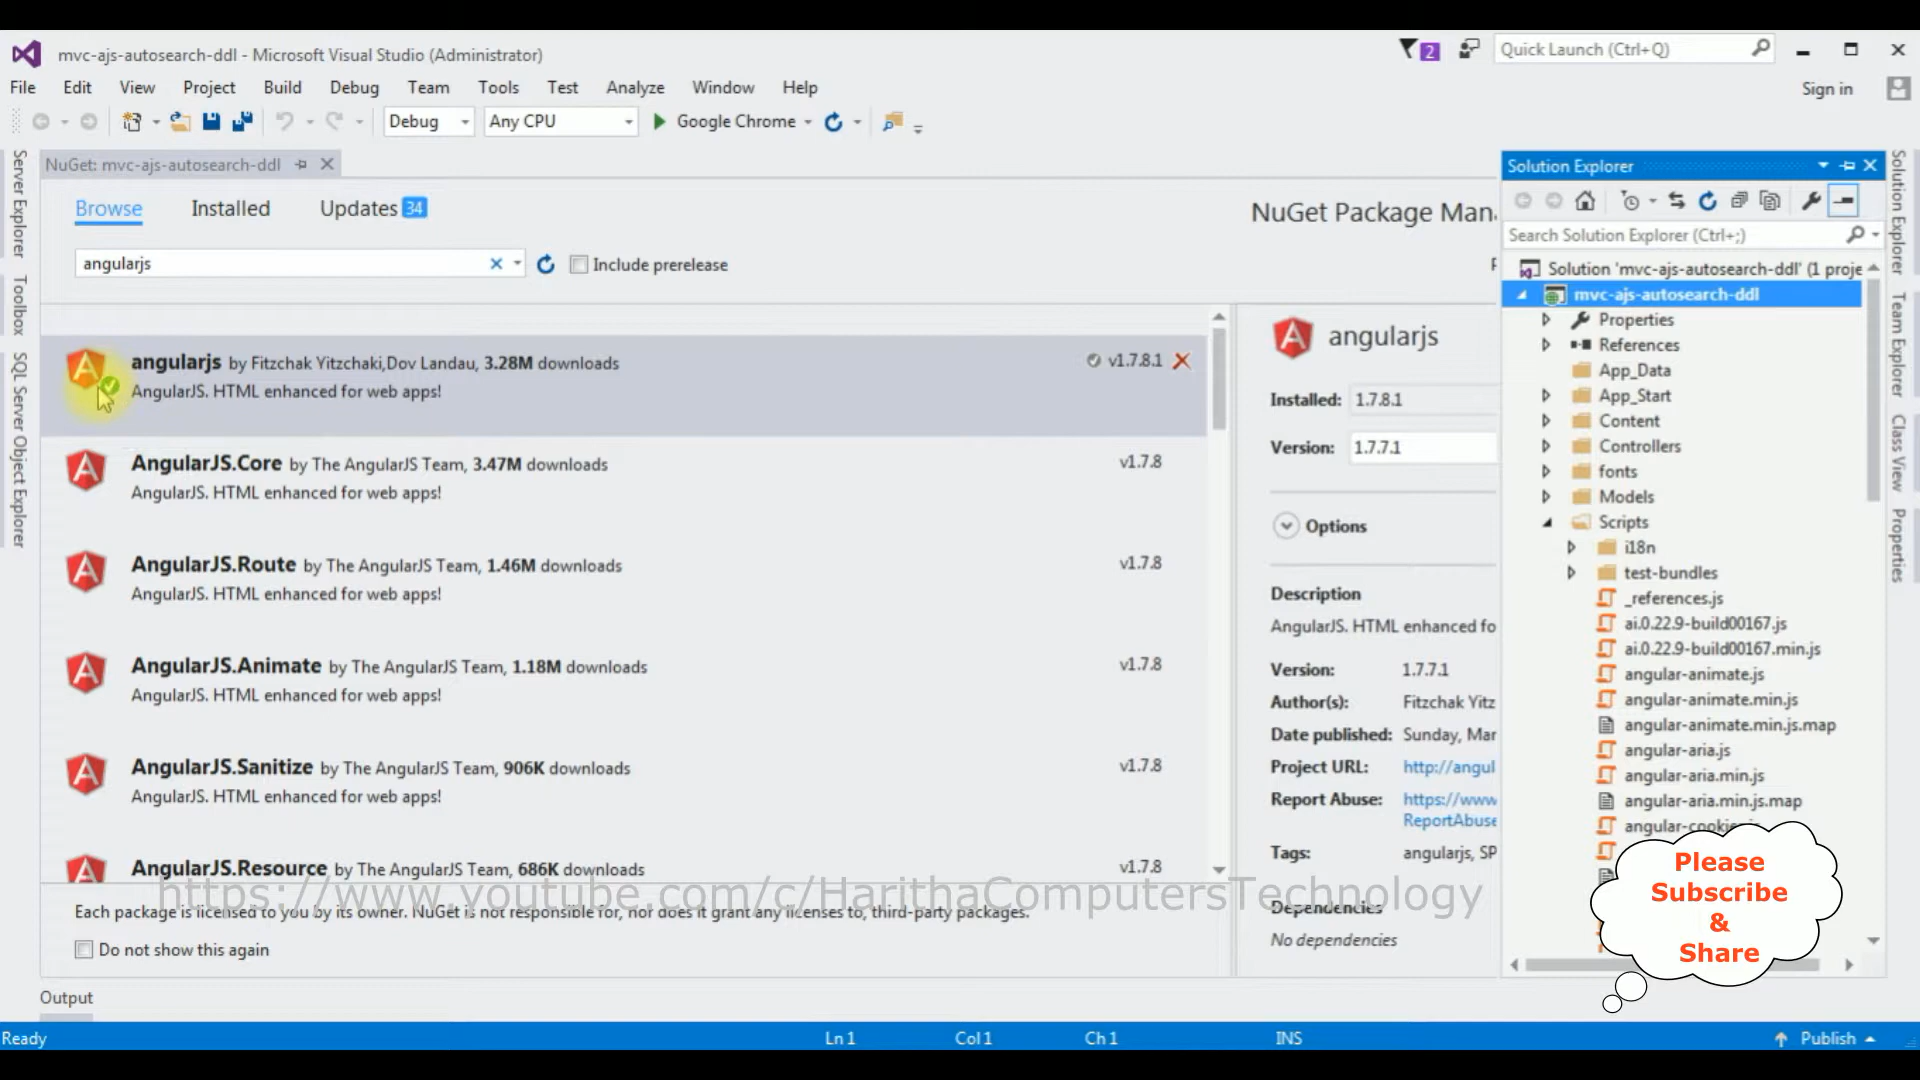 mvc-ajs-autosearch-ddl - Microsoft Visual Studio (Administrator)
2
Quick Launch (Ctrl+Q)
File Edit View Project Build Debug Team Tools Test Analyze Window Help
Sign in
Debug Any CPU Google Chrome
Server Explorer
Toolbox
SQL Server Object Explorer
NuGet: mvc-ajs-autosearch-ddl
Browse Installed Updates 34
NuGet Package Man
angularjs
Include prerelease
angularjs by Fitzchak Yitzchaki,Dov Landau, 3.28M downloads
v1.7.8.1
AngularJS. HTML enhanced for web apps!
AngularJS.Core by The AngularJS Team, 3.47M downloads
v1.7.8
AngularJS. HTML enhanced for web apps!
AngularJS.Route by The AngularJS Team, 1.46M downloads
v1.7.8
AngularJS. HTML enhanced for web apps!
AngularJS.Animate by The AngularJS Team, 1.18M downloads
v1.7.8
AngularJS. HTML enhanced for web apps!
AngularJS.Sanitize by The AngularJS Team, 906K downloads
v1.7.8
AngularJS. HTML enhanced for web apps!
AngularJS.Resource by The AngularJS Team, 686K downloads
v1.7.8
Each package is licensed to you by its owner. NuGet is not responsible for, nor does it grant any licenses to, third-party packages.
Do not show this again
angularjs
Installed: 1.7.8.1
Version: 1.7.7.1
Options
Description
AngularJS. HTML enhanced fo
Version: 1.7.7.1
Author(s): Fitzchak Yitz
Date published: Sunday, Mar
Project URL: http://angul
Report Abuse: https://www
ReportAbuse
Tags: angularjs, SP
Dependencies
No dependencies
https://www.youtube.com/c/HarithaComputersTechnology
Solution Explorer
Search Solution Explorer (Ctrl+;)
Solution 'mvc-ajs-autosearch-ddl' (1 proje
mvc-ajs-autosearch-ddl
Properties
References
App_Data
App_Start
Content
Controllers
fonts
Models
Scripts
i18n
test-bundles
_references.js
ai.0.22.9-build00167.js
ai.0.22.9-build00167.min.js
angular-animate.js
angular-animate.min.js
angular-animate.min.js.map
angular-aria.js
angular-aria.min.js
angular-aria.min.js.map
Please
Subscribe
&
Share
Solution Explorer
Team Explorer
Class View
Properties
Output
Ready Ln 1 Col 1 Ch 1 INS Publish